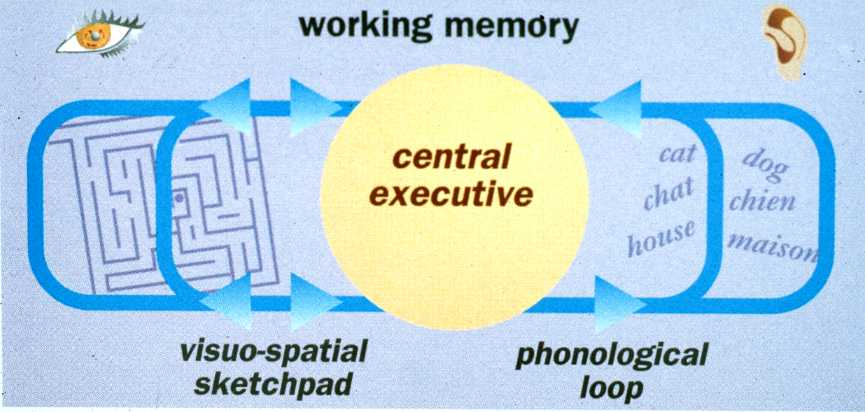 working memory
central
executive
cat
chat
house
dog
chien
maison
visuo-spatial
sketchpad
phonological
loop